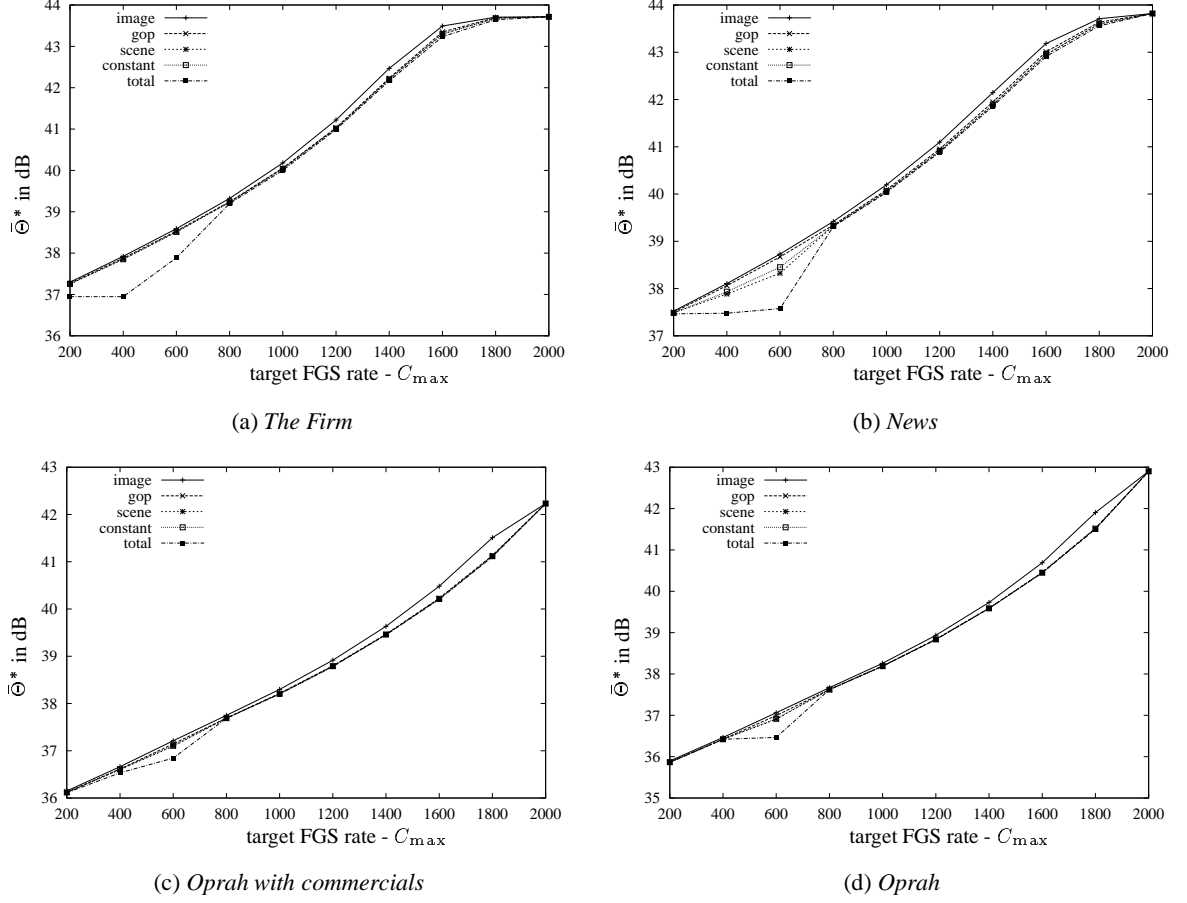 44
43
42
41
40
39
38
37
36
image
gop
scene
constant
total
Θ̄* in dB
200 400 600 800 1000 1200 1400 1600 1800 2000
target FGS rate - C_max
(a) The Firm
44
43
42
41
40
39
38
37
image
gop
scene
constant
total
Θ̄* in dB
200 400 600 800 1000 1200 1400 1600 1800 2000
target FGS rate - C_max
(b) News
43
42
41
40
39
38
37
36
image
gop
scene
constant
total
Θ̄* in dB
200 400 600 800 1000 1200 1400 1600 1800 2000
target FGS rate - C_max
(c) Oprah with commercials
43
42
41
40
39
38
37
36
35
image
gop
scene
constant
total
Θ̄* in dB
200 400 600 800 1000 1200 1400 1600 1800 2000
target FGS rate - C_max
(d) Oprah